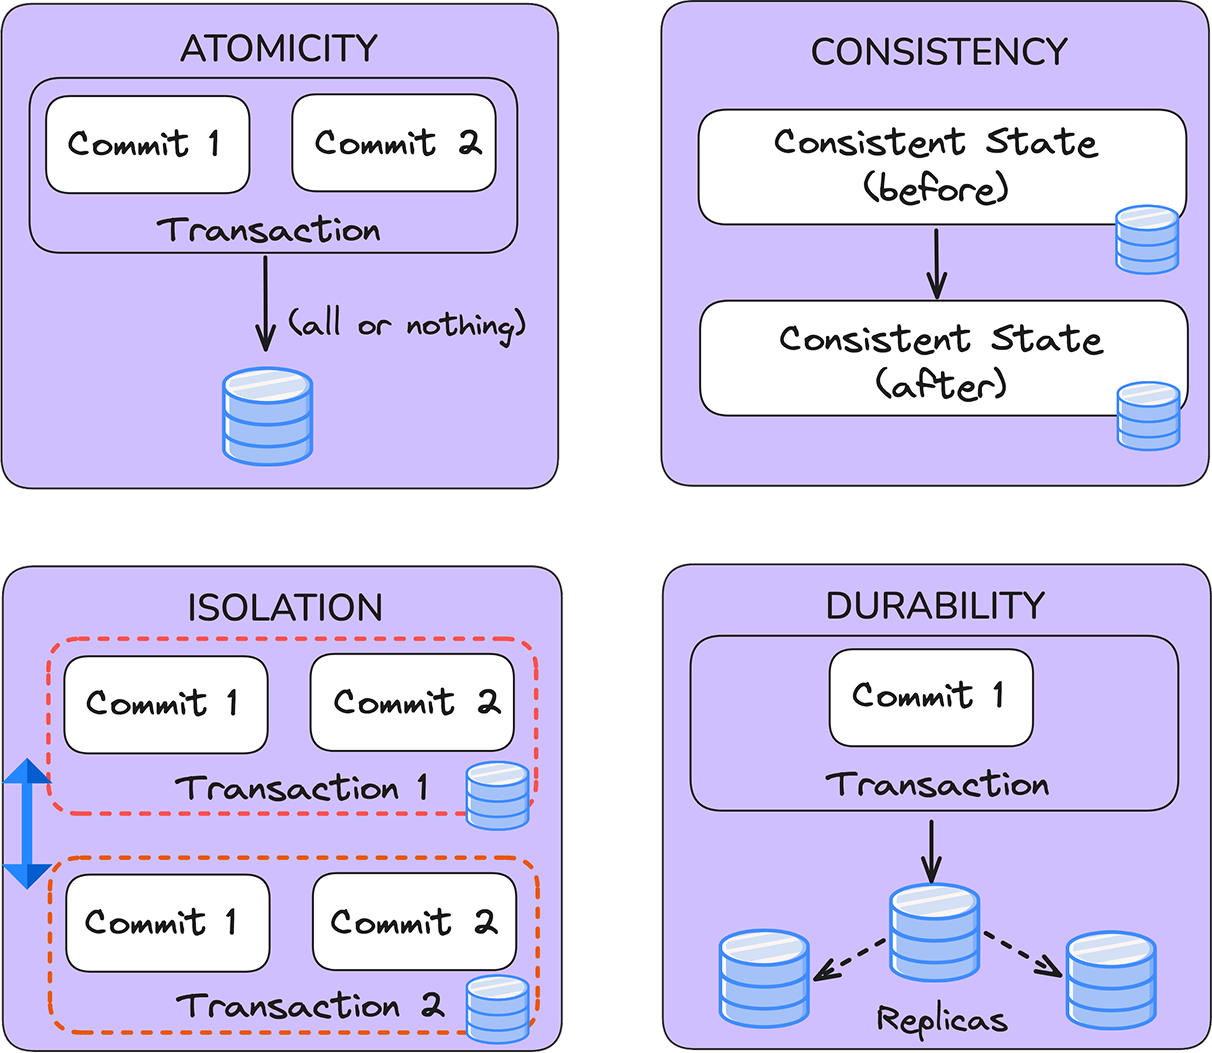 ATOMICITY
Commit 1
Commit 2
Transaction
(all or nothing)
CONSISTENCY
Consistent State
(before)
Consistent State
(after)
ISOLATION
Commit 1
Commit 2
Transaction 1
Commit 1
Commit 2
Transaction 2
DURABILITY
Commit 1
Transaction
Replicas